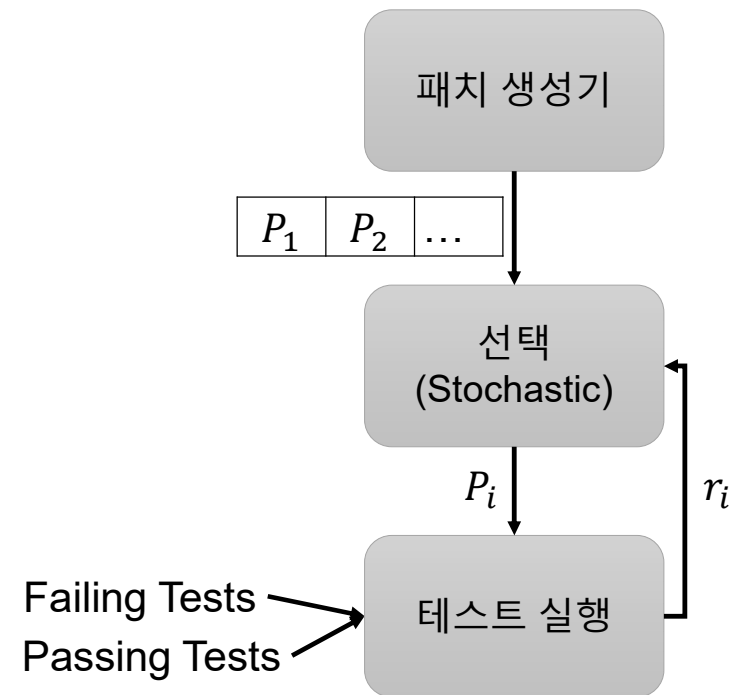 패치 생성기
P₁ P₂ ...
선택
(Stochastic)
Pᵢ
rᵢ
Failing Tests
Passing Tests
테스트 실행